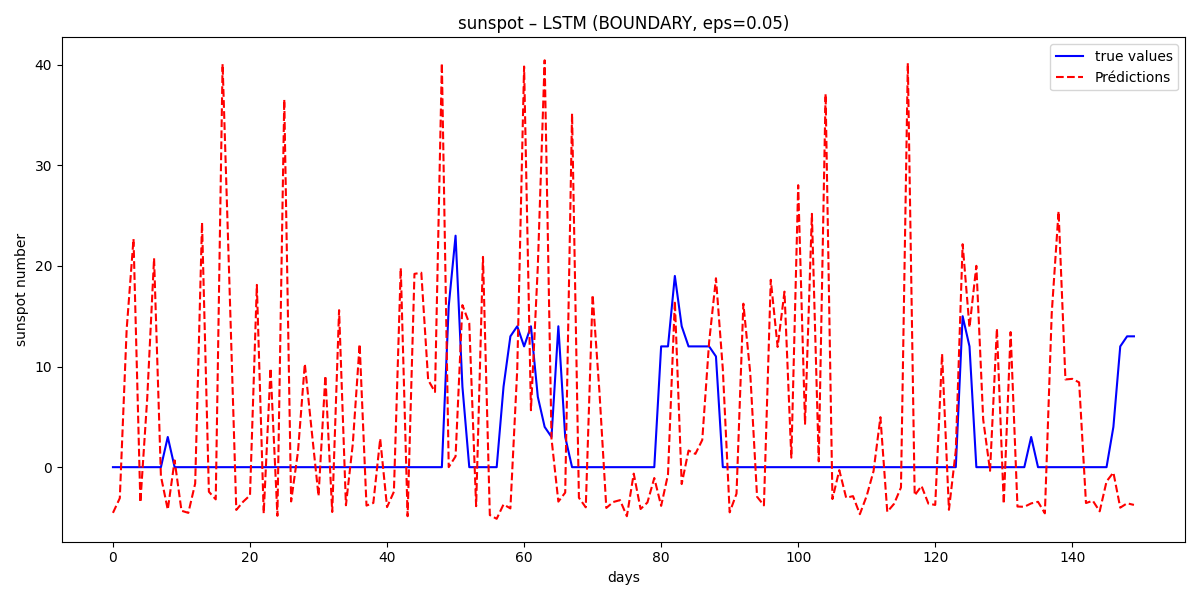 sunspot – LSTM (BOUNDARY, eps=0.05)
true values
Prédictions
sunspot number
40
30
20
10
0
0 20 40 60 80 100 120 140
days